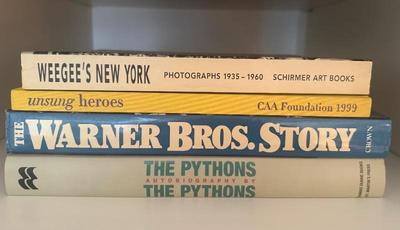 WEEGEE'S NEW YORK PHOTOGRAPHS 1935-1960 SCHIRMER ART BOOKS
unsung heroes CAA Foundation 1999
THE WARNER BROS. STORY CROWN
THE PYTHONS
AUTOBIOGRAPHY BY
THE PYTHONS